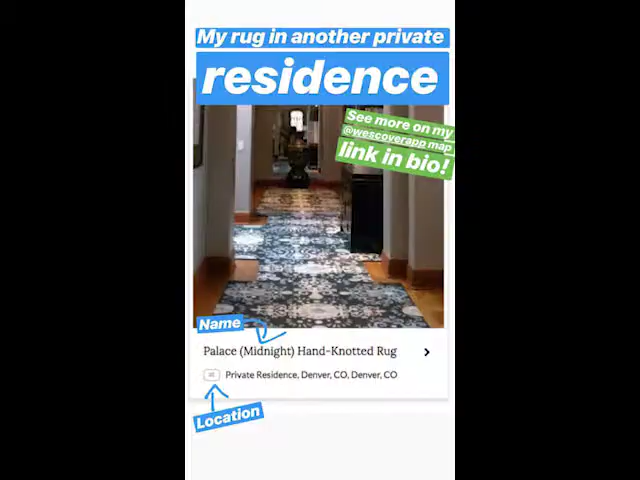 My rug in another private
residence
See more on my
@wescoverapp map
link in bio!
Name
Palace (Midnight) Hand-Knotted Rug
Private Residence, Denver, CO, Denver, CO
Location